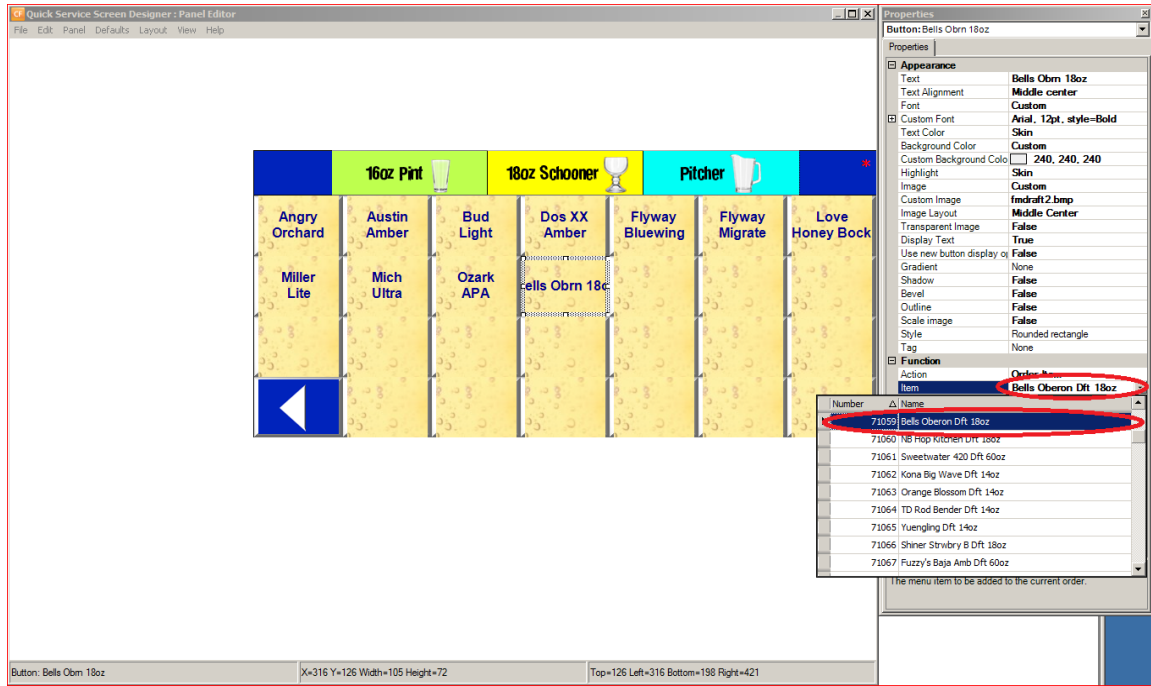 Quick Service Screen Designer : Panel Editor
File Edit Panel Defaults Layout View Help
16oz Pint 18oz Schooner Pitcher *
Angry Orchard
Austin Amber
Bud Light
Dos XX Amber
Flyway Bluewing
Flyway Migrate
Love Honey Bock
Miller Lite
Mich Ultra
Ozark APA
ells Obrn 18o
Button: Bells Obrn 18oz
X=316 Y=126 Width=105 Height=72
Top=126 Left=316 Bottom=198 Right=421
Properties
Button: Bells Obrn 18oz
Properties
Appearance
Text Bells Obrn 18oz
Text Alignment Middle center
Font Custom
Custom Font Arial, 12pt, style=Bold
Text Color Skin
Background Color Custom
Custom Background Colo 240, 240, 240
Highlight Skin
Image Custom
Custom Image fmdraft2.bmp
Image Layout Middle Center
Transparent Image False
Display Text True
Use new button display op False
Gradient None
Shadow False
Bevel False
Outline False
Scale image False
Style Rounded rectangle
Tag None
Function
Action Order Item
Item Bells Oberon Dft 18oz
Number Name
71059 Bells Oberon Dft 18oz
71060 NB Hop Kitchen Dft 18oz
71061 Sweetwater 420 Dft 60oz
71062 Kona Big Wave Dft 14oz
71063 Orange Blossom Dft 14oz
71064 TD Rod Bender Dft 14oz
71065 Yuengling Dft 14oz
71066 Shiner Strwbry B Dft 18oz
71067 Fuzzy's Baja Amb Dft 60oz
The menu item to be added to the current order.